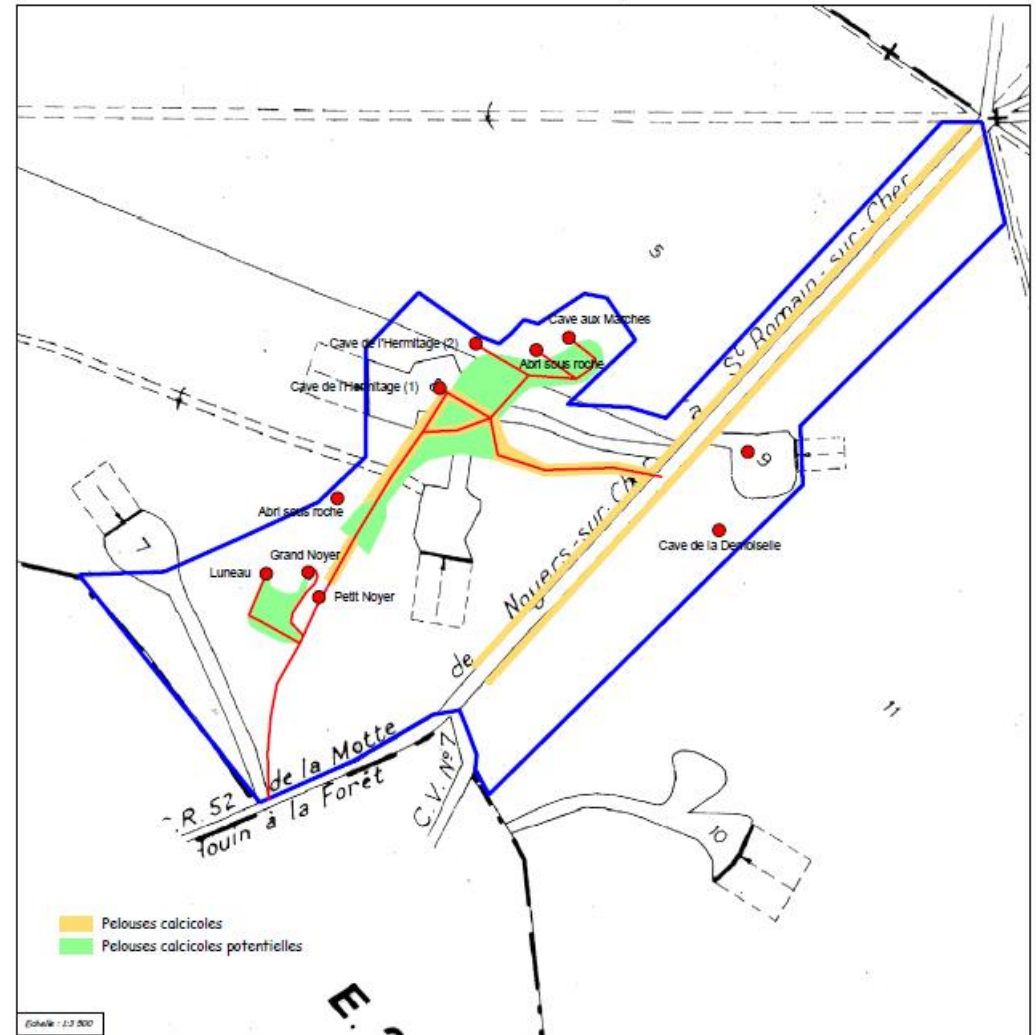 5
St Romain-sur-Cher
Cave aux Marches
Cave de l'Hermitage (2)
Abri sous roche
Cave de l'Hermitage (1)
9
Noyers-sur-Cher
Abri sous roche
Cave de la Demoiselle
7
Grand Noyer
Luneau
Petit Noyer
de
11
de la Motte
C.V. N°7
.R. 52
touin à la Forêt
10
Pelouses calcicoles
Pelouses calcicoles potentielles
E.
Echelle : 1:3 900